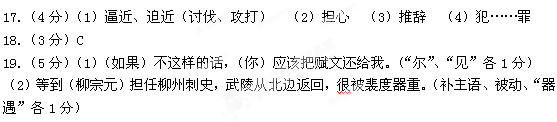 17.（4分）（1）逼近、迫近（讨伐、攻打）　（2）担心　（3）推辞　（4）犯……罪
18.（3分）C
19.（5分）（1）（如果）不这样的话，（你）应该把赋文还给我。（“尔”、“见”各1分）
（2）等到（柳宗元）担任柳州刺史，武陵从北边返回，很被裴度器重。（补主语、被动、“器
遇”各1分）